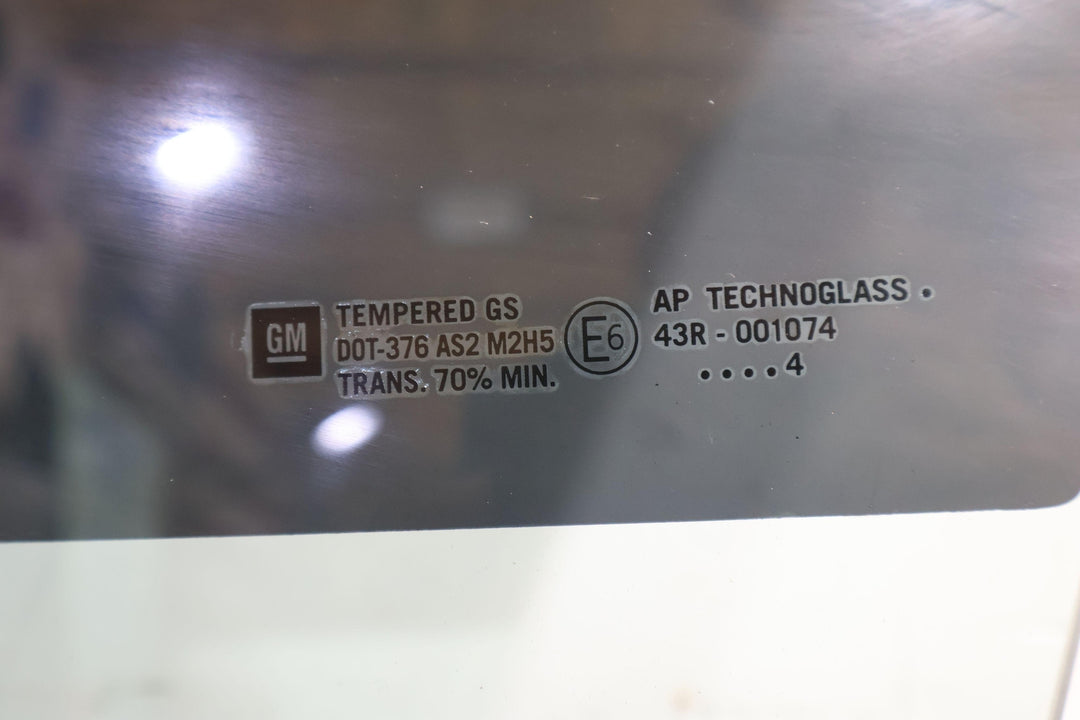 GM
TEMPERED GS
DOT-376 AS2 M2H5
TRANS. 70% MIN.
E6
AP TECHNOGLASS .
43R - 001074
. . . . 4